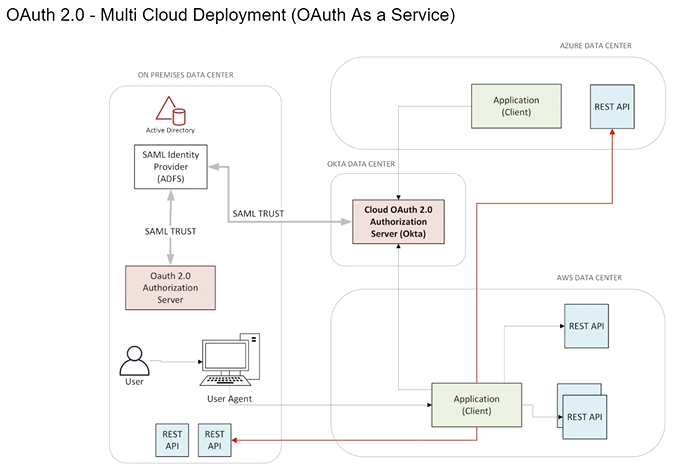 OAuth 2.0 - Multi Cloud Deployment (OAuth As a Service)
AZURE DATA CENTER
ON PREMISES DATA CENTER
Application
(Client)
REST API
Active Directory
SAML Identity
Provider
(ADFS)
OKTA DATA CENTER
SAML TRUST
Cloud OAuth 2.0
Authorization
Server (Okta)
SAML TRUST
Oauth 2.0
Authorization
Server
AWS DATA CENTER
REST API
User
User Agent
Application
(Client)
REST API
REST
API
REST
API